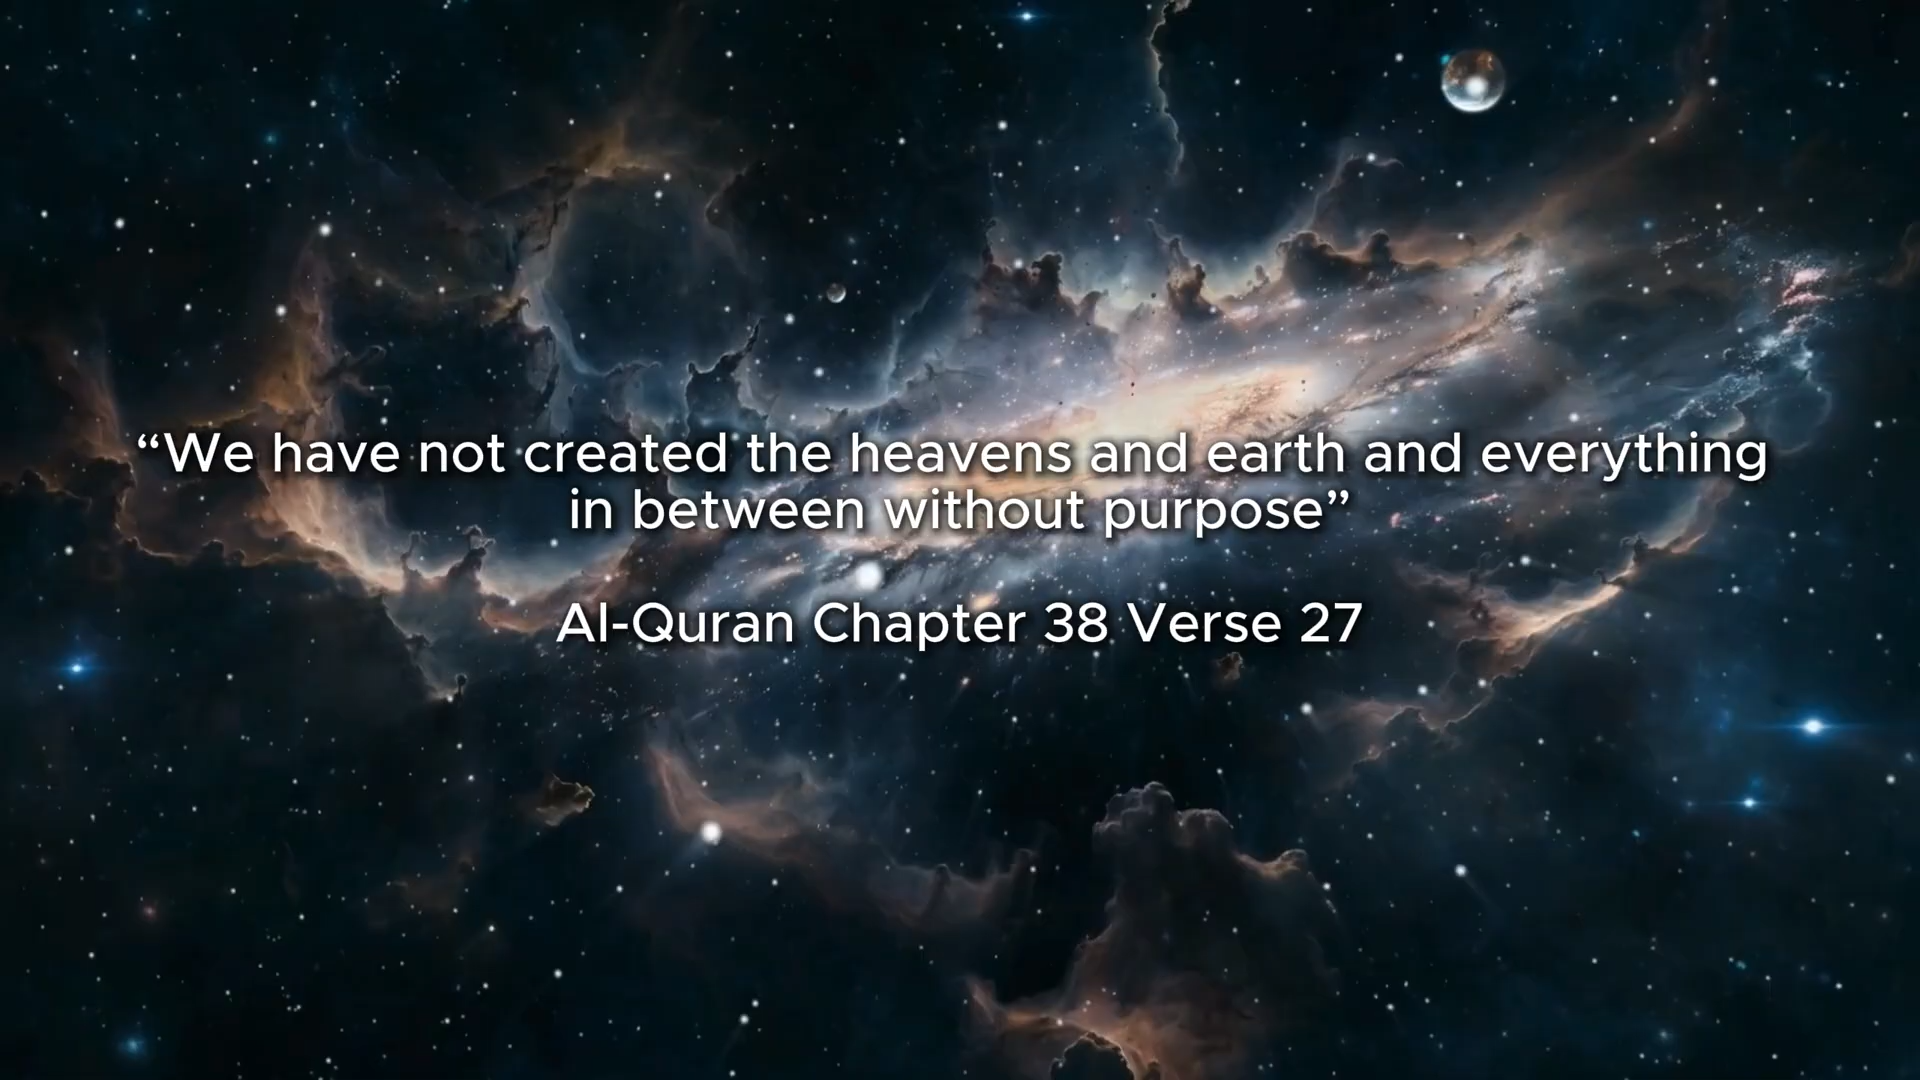 “We have not created the heavens and earth and everything
in between without purpose”
Al-Quran Chapter 38 Verse 27